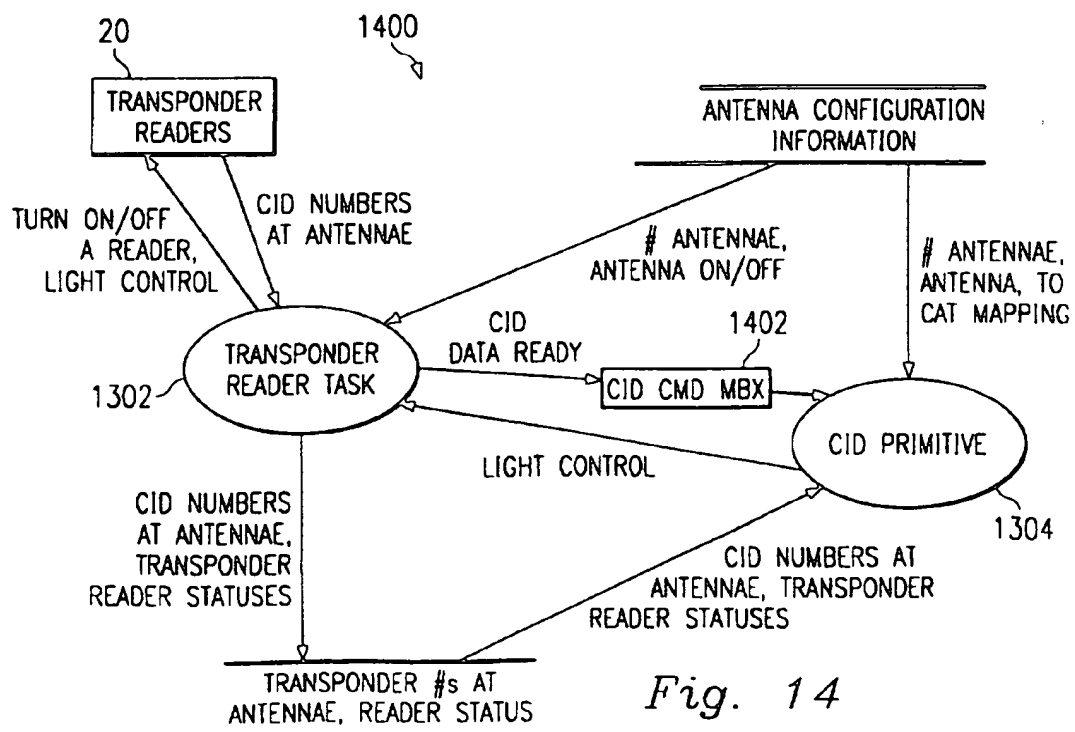 20
1400
TRANSPONDER
READERS
ANTENNA CONFIGURATION
INFORMATION
TURN ON/OFF
A READER,
LIGHT CONTROL
CID NUMBERS
AT ANTENNAE
# ANTENNAE,
ANTENNA ON/OFF
# ANTENNAE,
ANTENNA, TO
CAT MAPPING
TRANSPONDER
READER TASK
1302
CID
DATA READY
1402
CID CMD MBX
CID PRIMITIVE
1304
LIGHT CONTROL
CID NUMBERS
AT ANTENNAE,
TRANSPONDER
READER STATUSES
CID NUMBERS AT
ANTENNAE, TRANSPONDER
READER STATUSES
TRANSPONDER #s AT
ANTENNAE, READER STATUS
Fig. 14